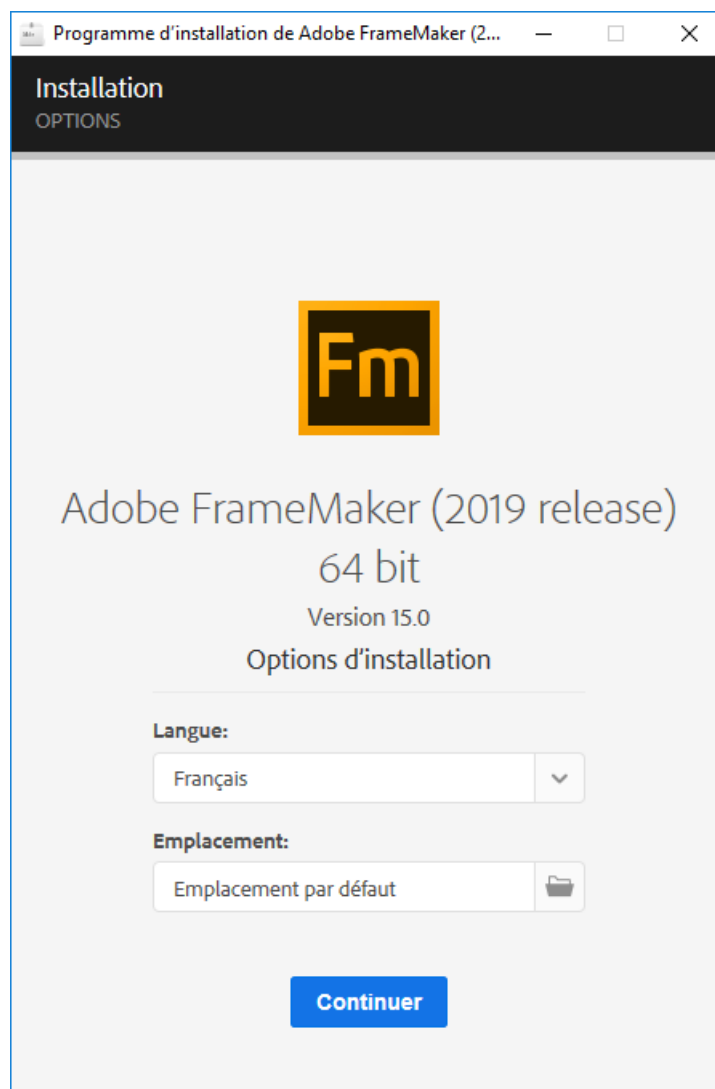 Programme d’installation de Adobe FrameMaker (2...
Installation
OPTIONS
Fm
Adobe FrameMaker (2019 release)
64 bit
Version 15.0
Options d’installation
Langue:
Français
Emplacement:
Emplacement par défaut
Continuer